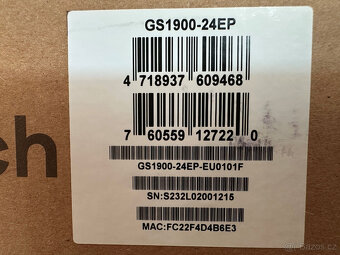 GS1900-24EP
4 718937 609468
7 60559 12722 0
ch
GS1900-24EP-EU0101F
SN:S232L02001215
MAC:FC22F4D4B6E3